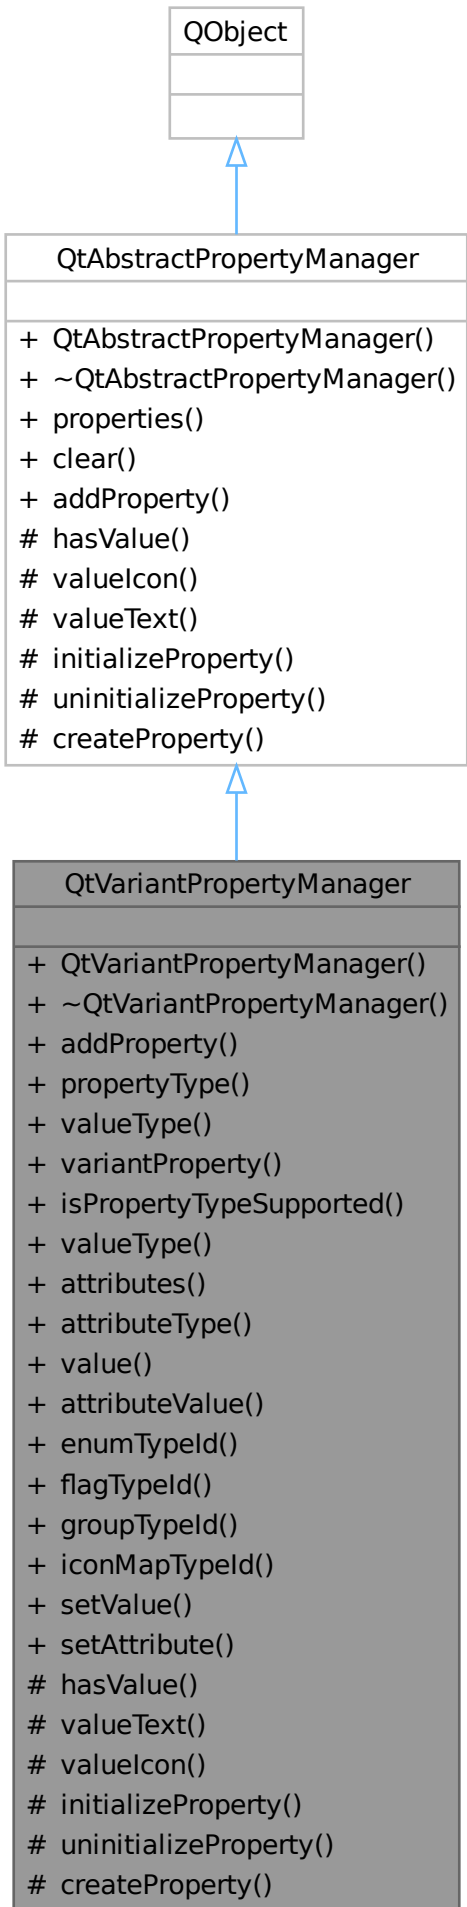 QObject
QtAbstractPropertyManager
+ QtAbstractPropertyManager()
+ ~QtAbstractPropertyManager()
+ properties()
+ clear()
+ addProperty()
# hasValue()
# valueIcon()
# valueText()
# initializeProperty()
# uninitializeProperty()
# createProperty()
QtVariantPropertyManager
+ QtVariantPropertyManager()
+ ~QtVariantPropertyManager()
+ addProperty()
+ propertyType()
+ valueType()
+ variantProperty()
+ isPropertyTypeSupported()
+ valueType()
+ attributes()
+ attributeType()
+ value()
+ attributeValue()
+ enumTypeId()
+ flagTypeId()
+ groupTypeId()
+ iconMapTypeId()
+ setValue()
+ setAttribute()
# hasValue()
# valueText()
# valueIcon()
# initializeProperty()
# uninitializeProperty()
# createProperty()